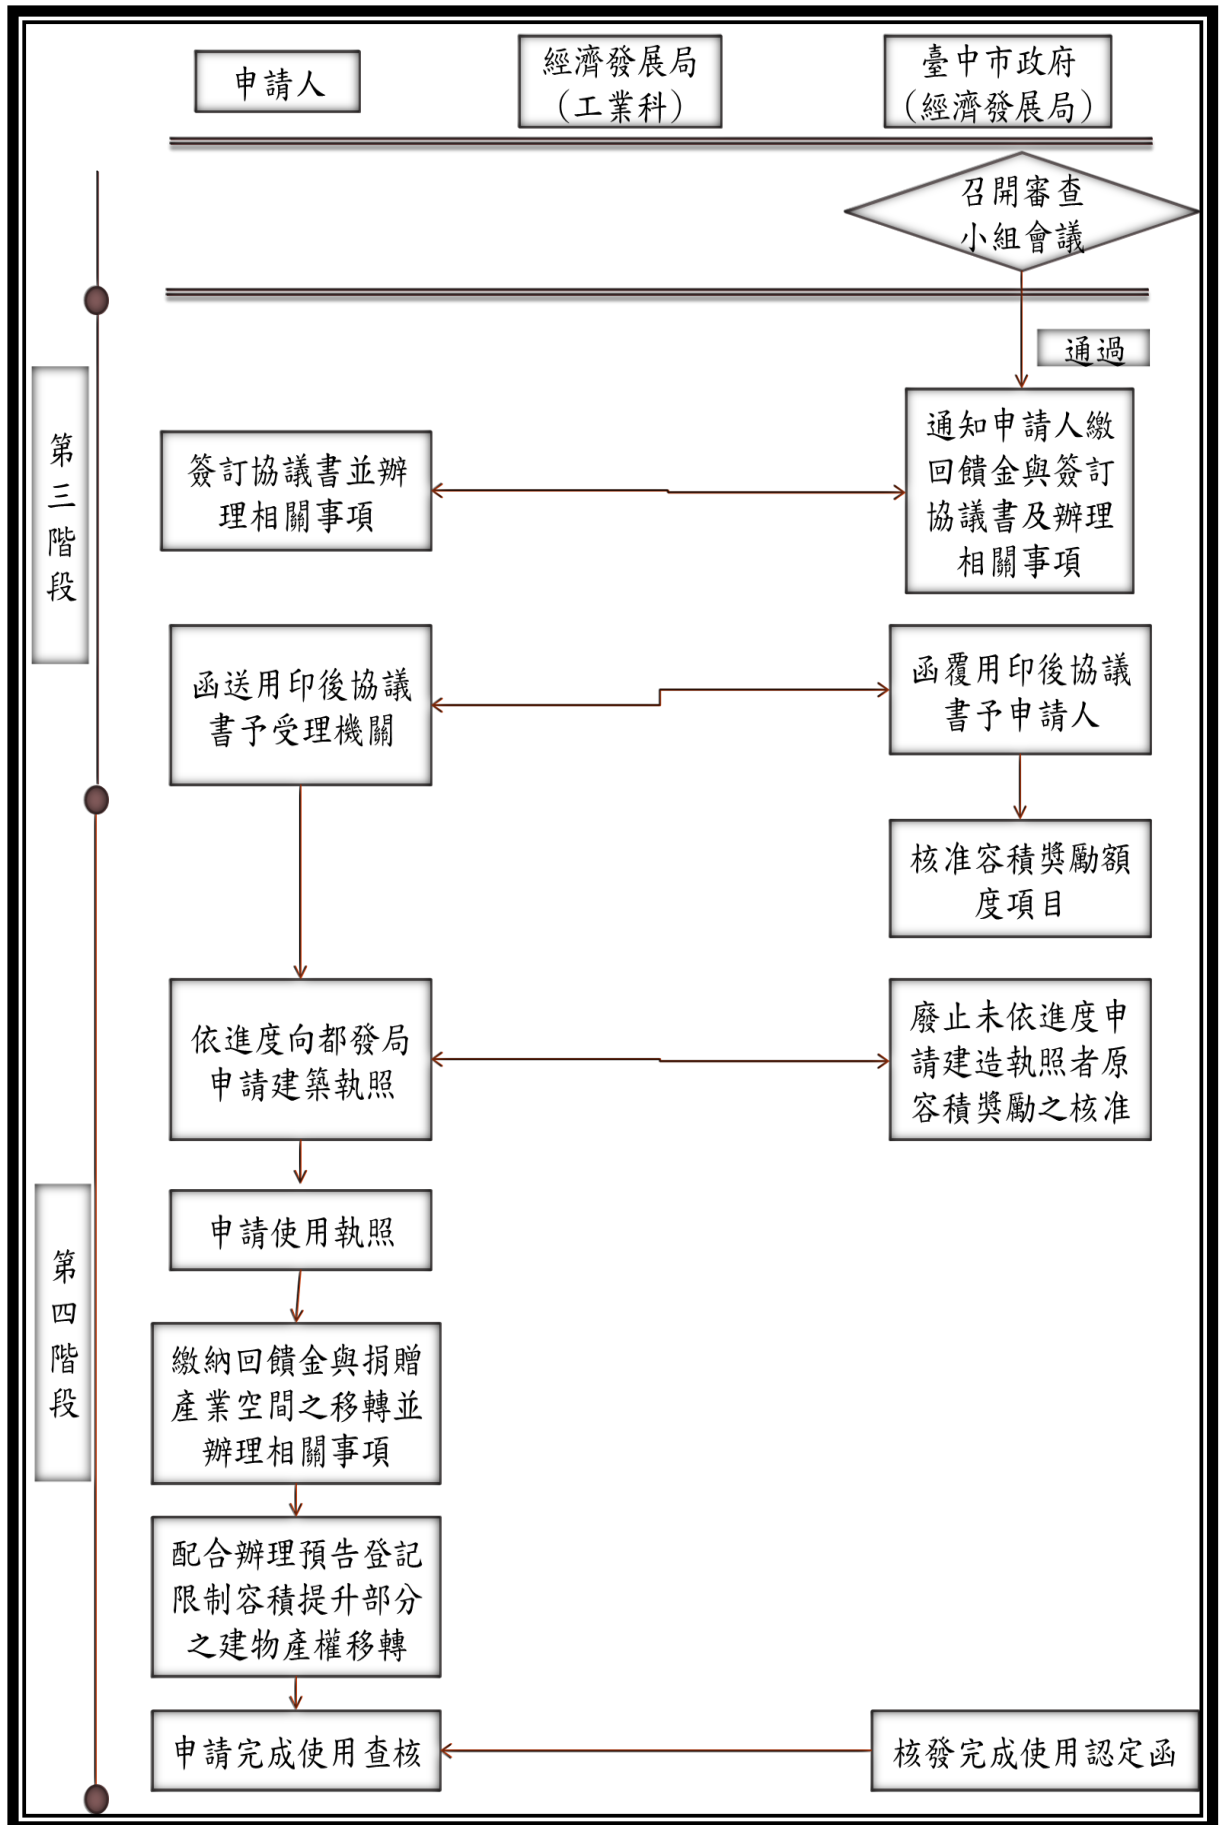 申請人
經濟發展局
（工業科）
臺中市政府
（經濟發展局）
召開審查
小組會議
通過
第三階段
簽訂協議書並辦
理相關事項
通知申請人繳
回饋金與簽訂
協議書及辦理
相關事項
函送用印後協議
書予受理機關
函覆用印後協議
書予申請人
核准容積獎勵額
度項目
第四階段
依進度向都發局
申請建築執照
廢止未依進度申
請建造執照者原
容積獎勵之核准
申請使用執照
繳納回饋金與捐贈
產業空間之移轉並
辦理相關事項
配合辦理預告登記
限制容積提升部分
之建物產權移轉
申請完成使用查核
核發完成使用認定函